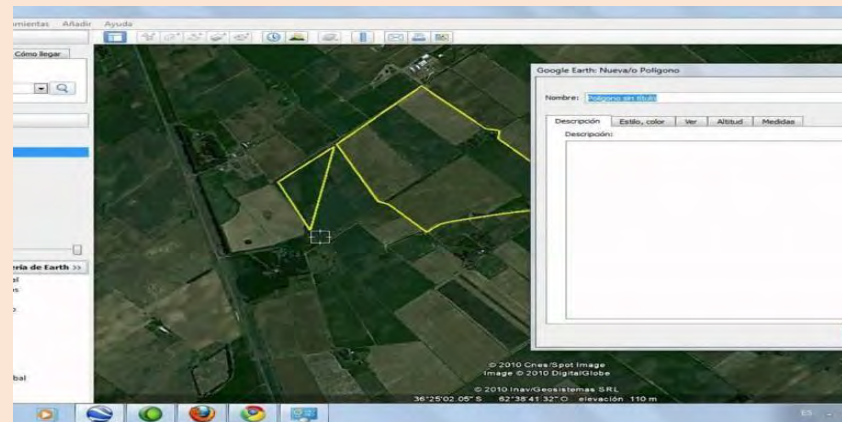 Añadir Ayuda
Google Earth: Nueva/o Polígono
Cómo llegar
Nombre: Polígono sin título
Descripción Estilo, color Ver Altitud Medidas
Descripción:
ería de Earth >>
bal
© 2010 Cnes/Spot Image
Image © 2010 DigitalGlobe
© 2010 Inav/Geosistemas SRL
36°25'02.05" S 62°38'41.32" O elevación 110 m